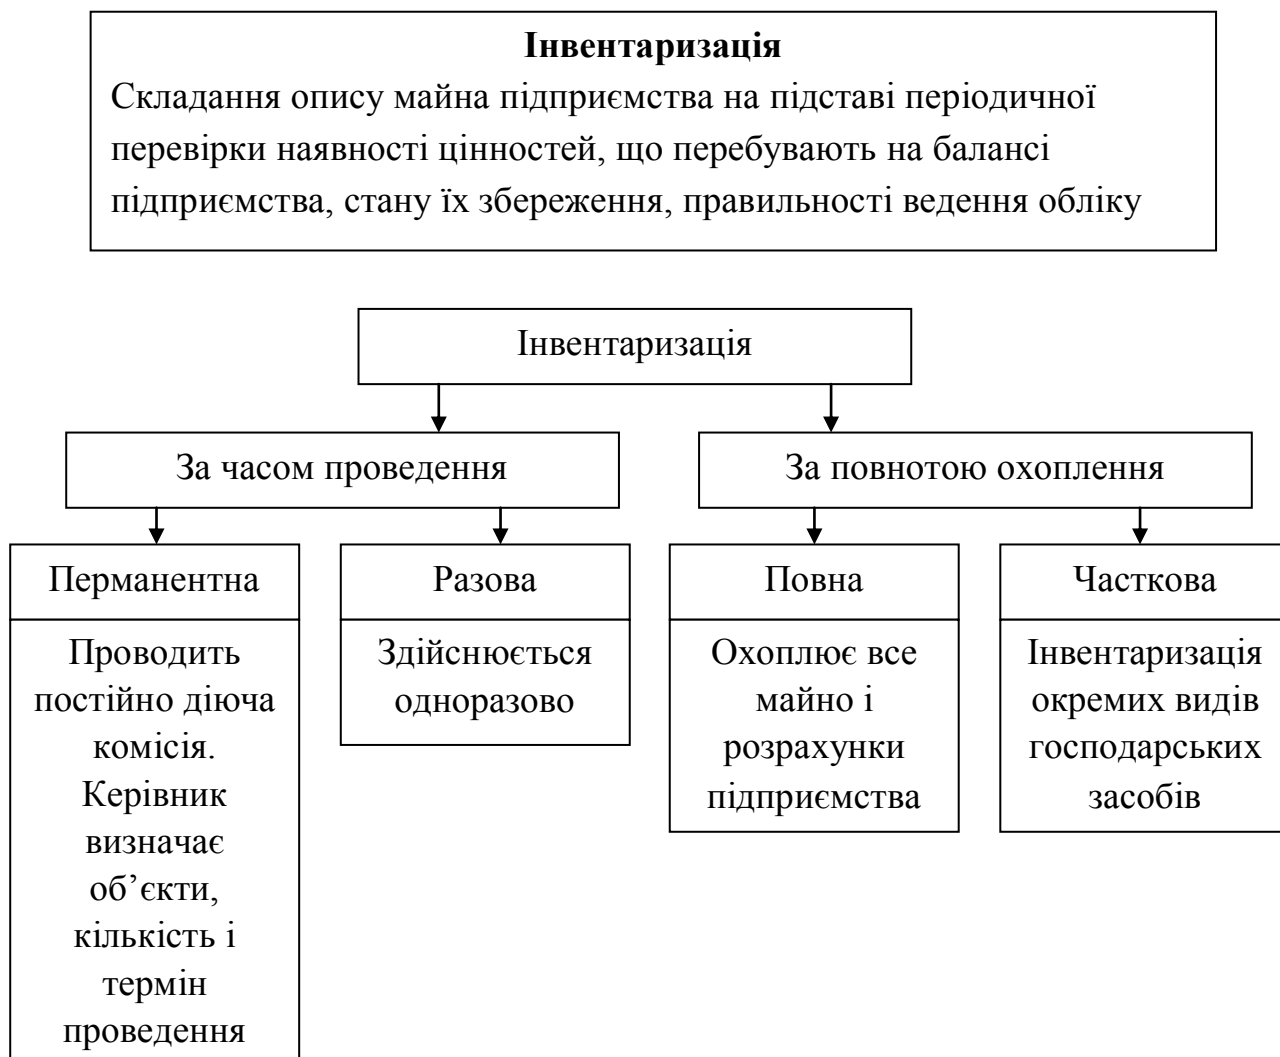 Інвентаризація
Складання опису майна підприємства на підставі періодичної
перевірки наявності цінностей, що перебувають на балансі
підприємства, стану їх збереження, правильності ведення обліку
Інвентаризація
За часом проведення
За повнотою охоплення
Перманентна
Проводить
постійно діюча
комісія.
Керівник
визначає
об’єкти,
кількість і
термін
проведення
Разова
Здійснюється
одноразово
Повна
Охоплює все
майно і
розрахунки
підприємства
Часткова
Інвентаризація
окремих видів
господарських
засобів